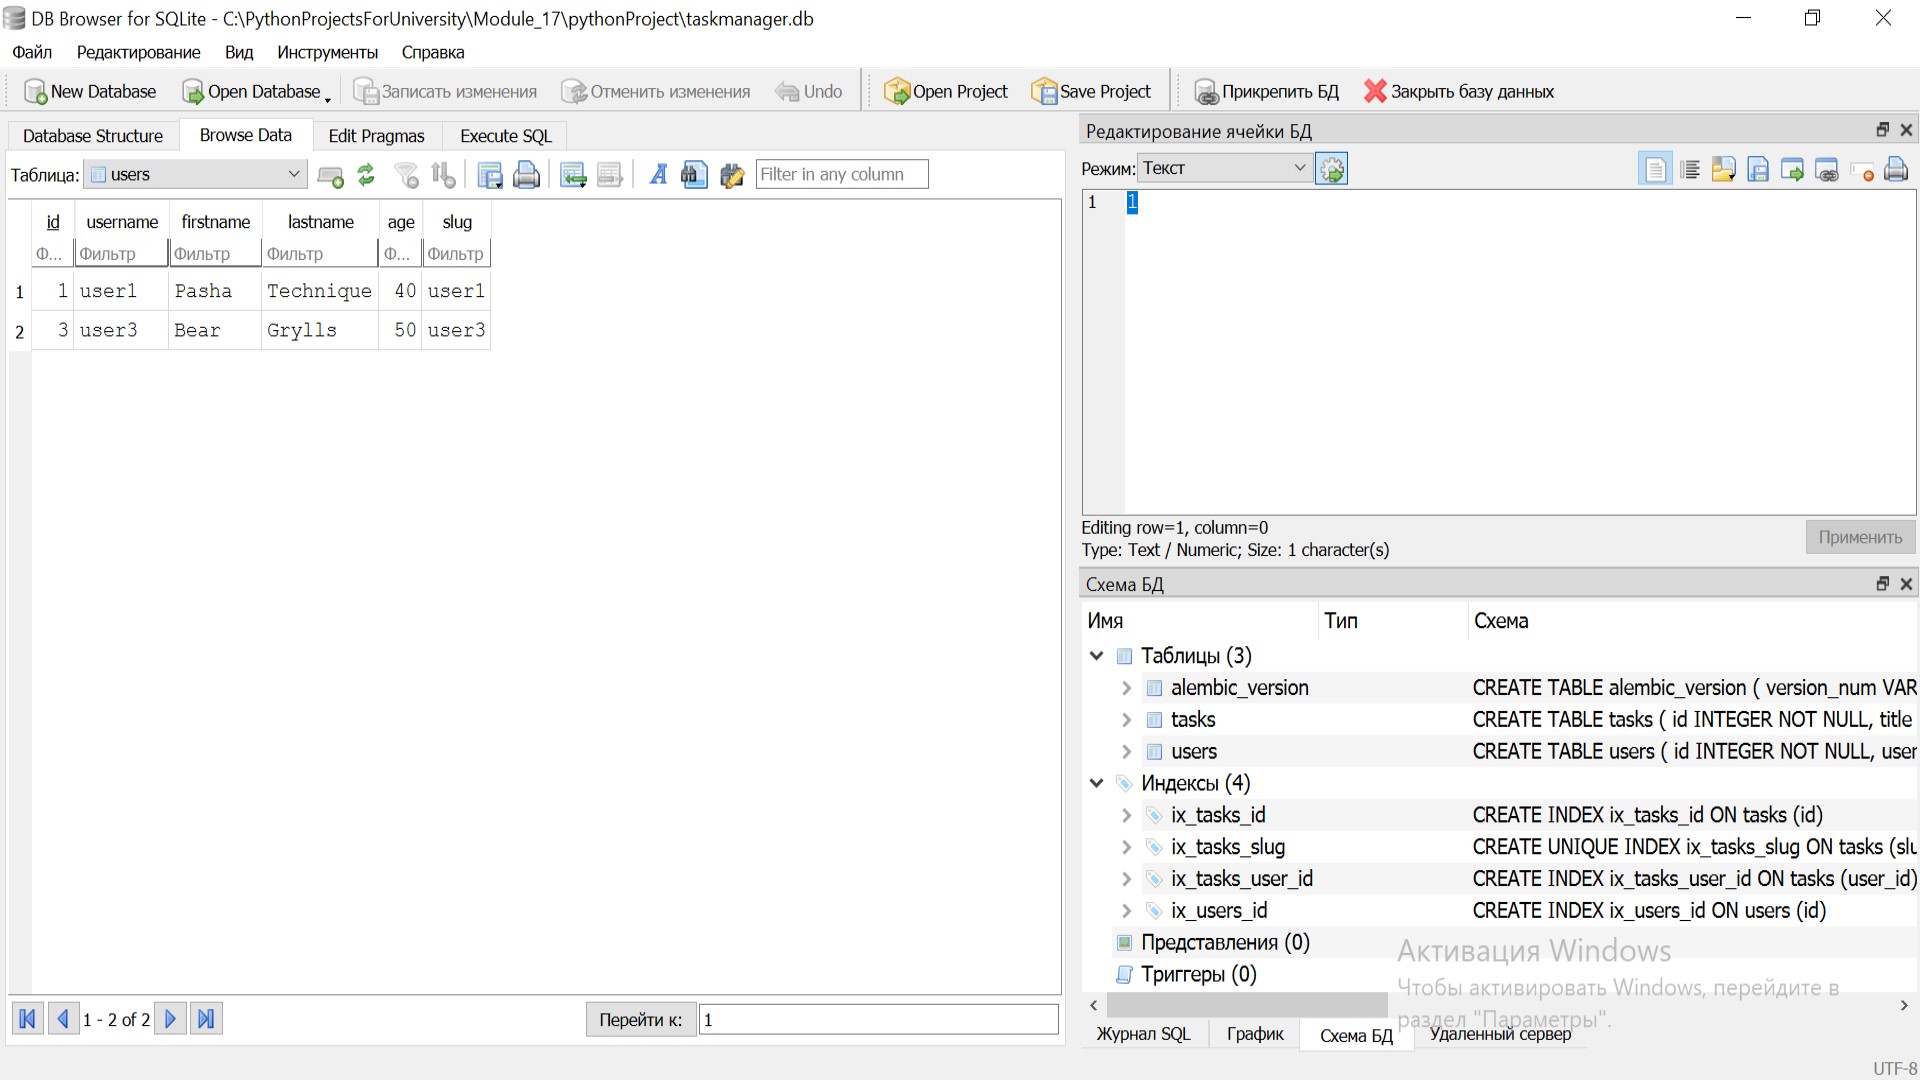 DB Browser for SQLite - C:\PythonProjectsForUniversity\Module_17\pythonProject\taskmanager.db
Файл Редактирование Вид Инструменты Справка
New Database Open Database Записать изменения Отменить изменения Undo Open Project Save Project Прикрепить БД Закрыть базу данных
Database Structure Browse Data Edit Pragmas Execute SQL
Таблица: users Filter in any column
id username firstname lastname age slug
Ф... Фильтр Фильтр Фильтр Ф... Фильтр
1 1 user1 Pasha Technique 40 user1
2 3 user3 Bear Grylls 50 user3
1 - 2 of 2 Перейти к: 1
Редактирование ячейки БД
Режим: Текст
1 1
Editing row=1, column=0
Type: Text / Numeric; Size: 1 character(s)
Применить
Схема БД
Имя Тип Схема
Таблицы (3)
alembic_version CREATE TABLE alembic_version ( version_num VAR
tasks CREATE TABLE tasks ( id INTEGER NOT NULL, title
users CREATE TABLE users ( id INTEGER NOT NULL, user
Индексы (4)
ix_tasks_id CREATE INDEX ix_tasks_id ON tasks (id)
ix_tasks_slug CREATE UNIQUE INDEX ix_tasks_slug ON tasks (slu
ix_tasks_user_id CREATE INDEX ix_tasks_user_id ON tasks (user_id)
ix_users_id CREATE INDEX ix_users_id ON users (id)
Представления (0)
Триггеры (0)
Активация Windows
Чтобы активировать Windows, перейдите в
раздел "Параметры".
Журнал SQL График Схема БД Удаленный сервер
UTF-8